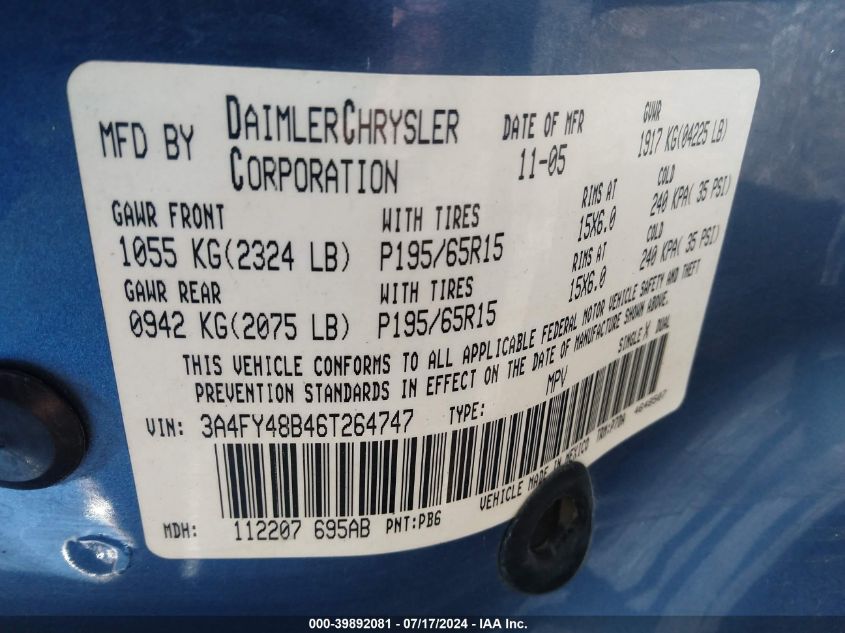 MFD BY DAIMLERCHRYSLER CORPORATION
DATE OF MFR 11-05
GVWR 1917 KG(04225 LB)
GAWR FRONT WITH TIRES RIMS AT COLD
1055 KG(2324 LB) P195/65R15 15X6.0 240 KPA( 35 PSI)
GAWR REAR WITH TIRES RIMS AT COLD
0942 KG(2075 LB) P195/65R15 15X6.0 240 KPA( 35 PSI)
THIS VEHICLE CONFORMS TO ALL APPLICABLE FEDERAL MOTOR VEHICLE SAFETY AND THEFT
PREVENTION STANDARDS IN EFFECT ON THE DATE OF MANUFACTURE SHOWN ABOVE.
VIN: 3A4FY48B46T264747 TYPE: MPV SINGLE X DUAL
VEHICLE MADE IN MEXICO 4648507
MDH: 112207 695AB PNT:PB6
000-39892081 - 07/17/2024 - IAA Inc.